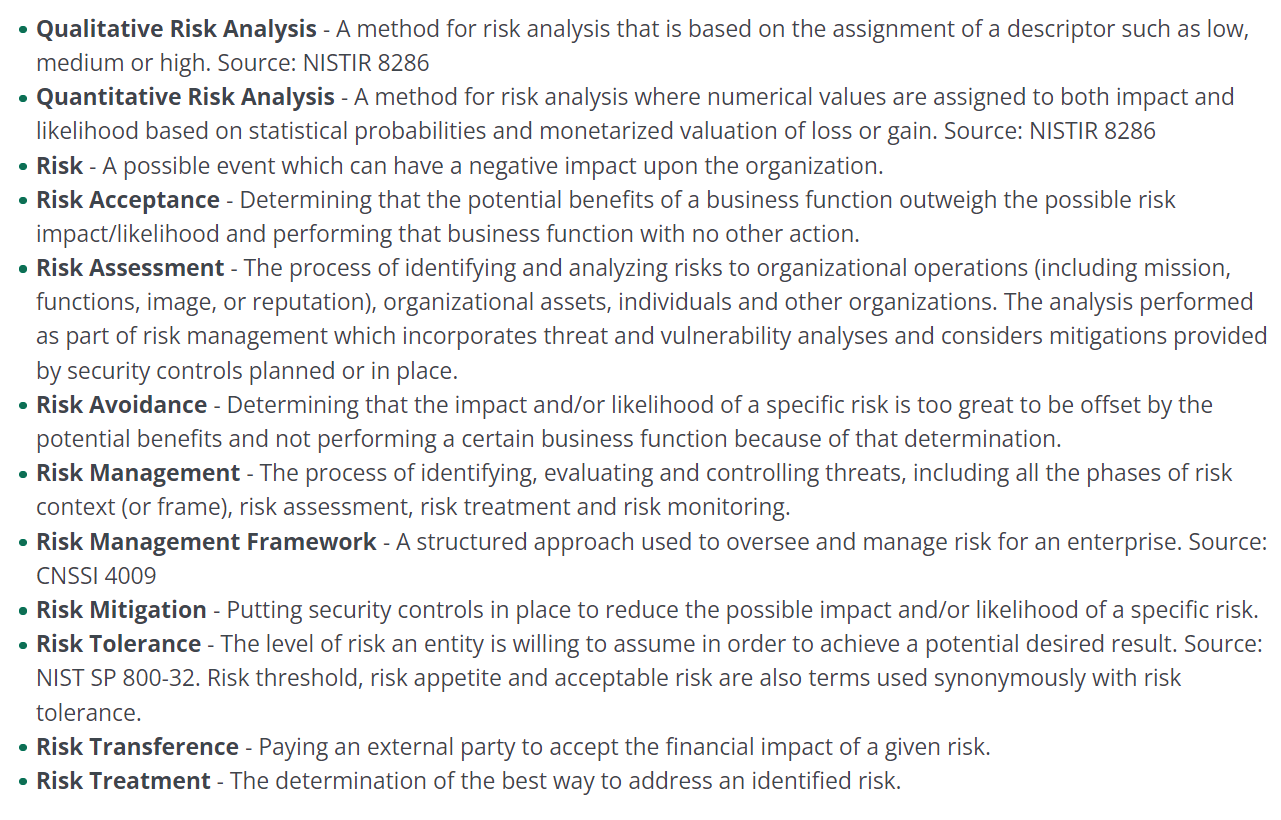 • Qualitative Risk Analysis - A method for risk analysis that is based on the assignment of a descriptor such as low,
medium or high. Source: NISTIR 8286
• Quantitative Risk Analysis - A method for risk analysis where numerical values are assigned to both impact and
likelihood based on statistical probabilities and monetarized valuation of loss or gain. Source: NISTIR 8286
• Risk - A possible event which can have a negative impact upon the organization.
• Risk Acceptance - Determining that the potential benefits of a business function outweigh the possible risk
impact/likelihood and performing that business function with no other action.
• Risk Assessment - The process of identifying and analyzing risks to organizational operations (including mission,
functions, image, or reputation), organizational assets, individuals and other organizations. The analysis performed
as part of risk management which incorporates threat and vulnerability analyses and considers mitigations provided
by security controls planned or in place.
• Risk Avoidance - Determining that the impact and/or likelihood of a specific risk is too great to be offset by the
potential benefits and not performing a certain business function because of that determination.
• Risk Management - The process of identifying, evaluating and controlling threats, including all the phases of risk
context (or frame), risk assessment, risk treatment and risk monitoring.
• Risk Management Framework - A structured approach used to oversee and manage risk for an enterprise. Source:
CNSSI 4009
• Risk Mitigation - Putting security controls in place to reduce the possible impact and/or likelihood of a specific risk.
• Risk Tolerance - The level of risk an entity is willing to assume in order to achieve a potential desired result. Source:
NIST SP 800-32. Risk threshold, risk appetite and acceptable risk are also terms used synonymously with risk
tolerance.
• Risk Transference - Paying an external party to accept the financial impact of a given risk.
• Risk Treatment - The determination of the best way to address an identified risk.